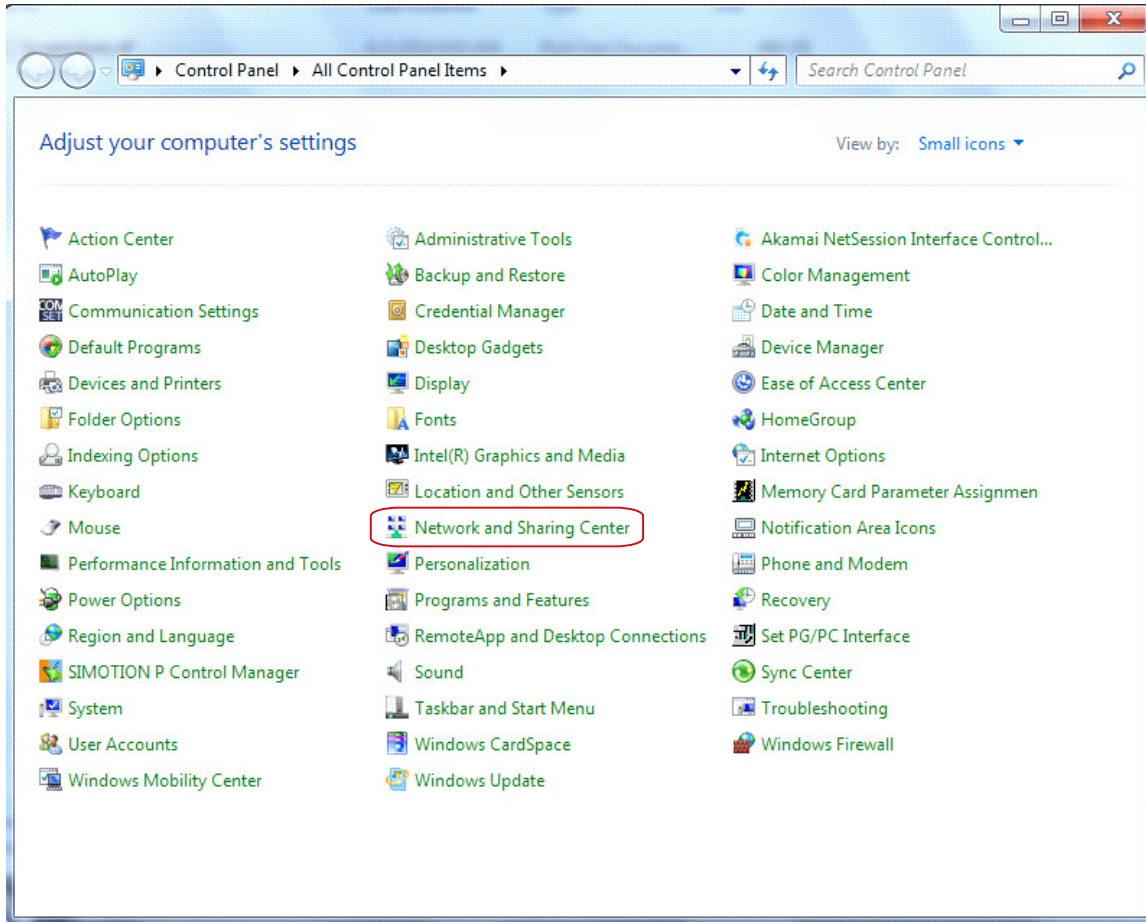 Control Panel All Control Panel Items Search Control Panel
Adjust your computer's settings View by: Small icons
Action Center Administrative Tools Akamai NetSession Interface Control...
AutoPlay Backup and Restore Color Management
Communication Settings Credential Manager Date and Time
Default Programs Desktop Gadgets Device Manager
Devices and Printers Display Ease of Access Center
Folder Options Fonts HomeGroup
Indexing Options Intel(R) Graphics and Media Internet Options
Keyboard Location and Other Sensors Memory Card Parameter Assignmen
Mouse Network and Sharing Center Notification Area Icons
Performance Information and Tools Personalization Phone and Modem
Power Options Programs and Features Recovery
Region and Language RemoteApp and Desktop Connections Set PG/PC Interface
SIMOTION P Control Manager Sound Sync Center
System Taskbar and Start Menu Troubleshooting
User Accounts Windows CardSpace Windows Firewall
Windows Mobility Center Windows Update